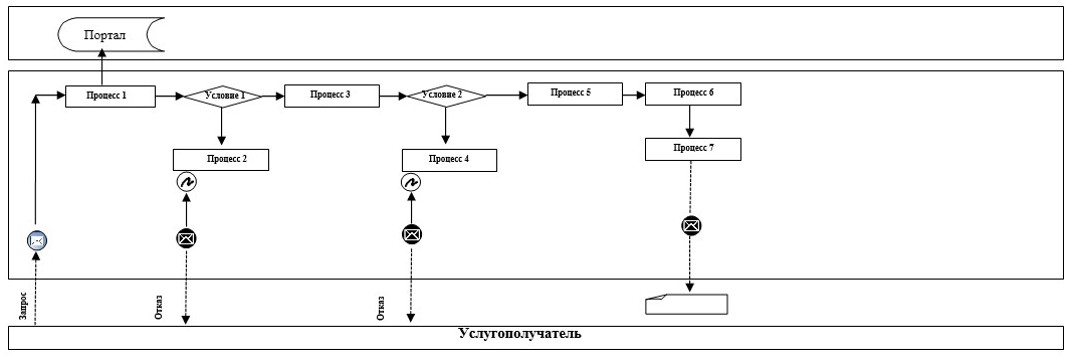 Портал
Процесс 1
Условие 1
Процесс 3
Условие 2
Процесс 5
Процесс 6
Процесс 2
Процесс 4
Процесс 7
Запрос
Отказ
Отказ
Услугополучатель